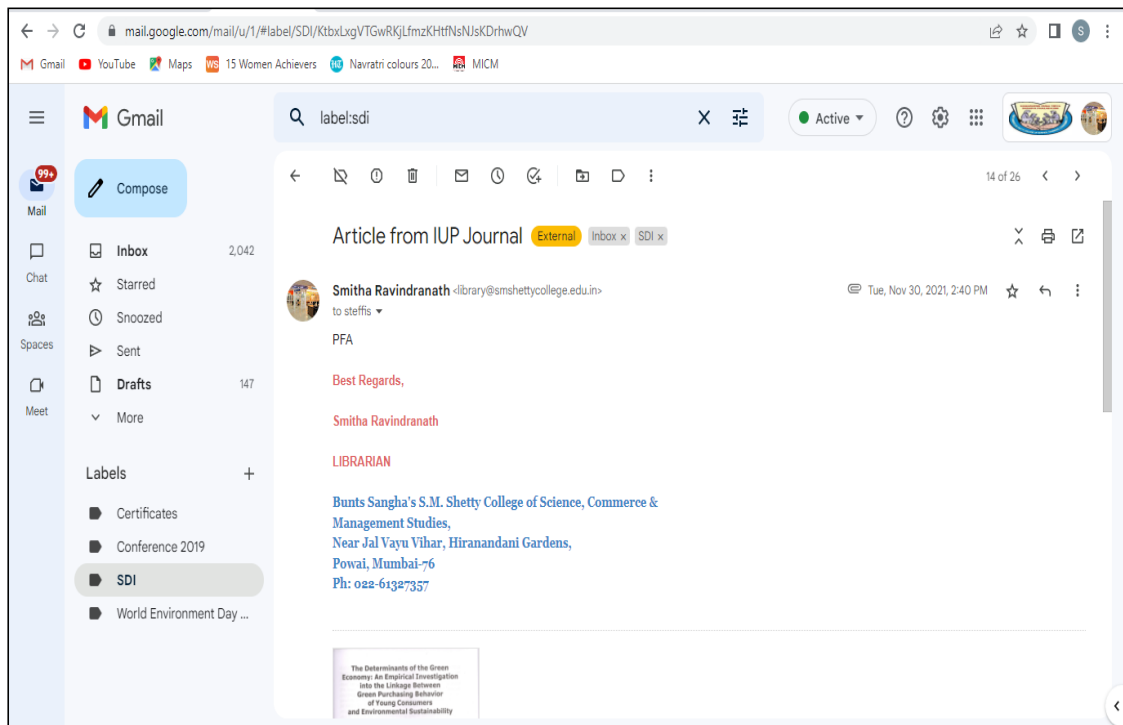 mail.google.com/mail/u/1/#label/SDI/KtbxLxgVTGwRKjLfmzKHtfNsNJsKDrhwQV
S
Gmail YouTube Maps WS 15 Women Achievers Navratri colours 20... MICM
Gmail
label:sdi
Active
99+
Mail
Compose
14 of 26
Article from IUP Journal External Inbox x SDI x
Chat
Inbox 2,042
Starred
Smitha Ravindranath <library@smshettycollege.edu.in> Tue, Nov 30, 2021, 2:40 PM
to steffis
Snoozed
Spaces
PFA
Sent
Drafts 147
Best Regards,
Meet
More
Smitha Ravindranath
LIBRARIAN
Labels +
Bunts Sangha's S.M. Shetty College of Science, Commerce &
Management Studies,
Near Jal Vayu Vihar, Hiranandani Gardens,
Powai, Mumbai-76
Ph: 022-61327357
Certificates
Conference 2019
SDI
World Environment Day ...
The Determinants of the Green
Economy: An Empirical Investigation
into the Linkage Between
Green Purchasing Behavior
of Young Consumers
and Environmental Sustainability